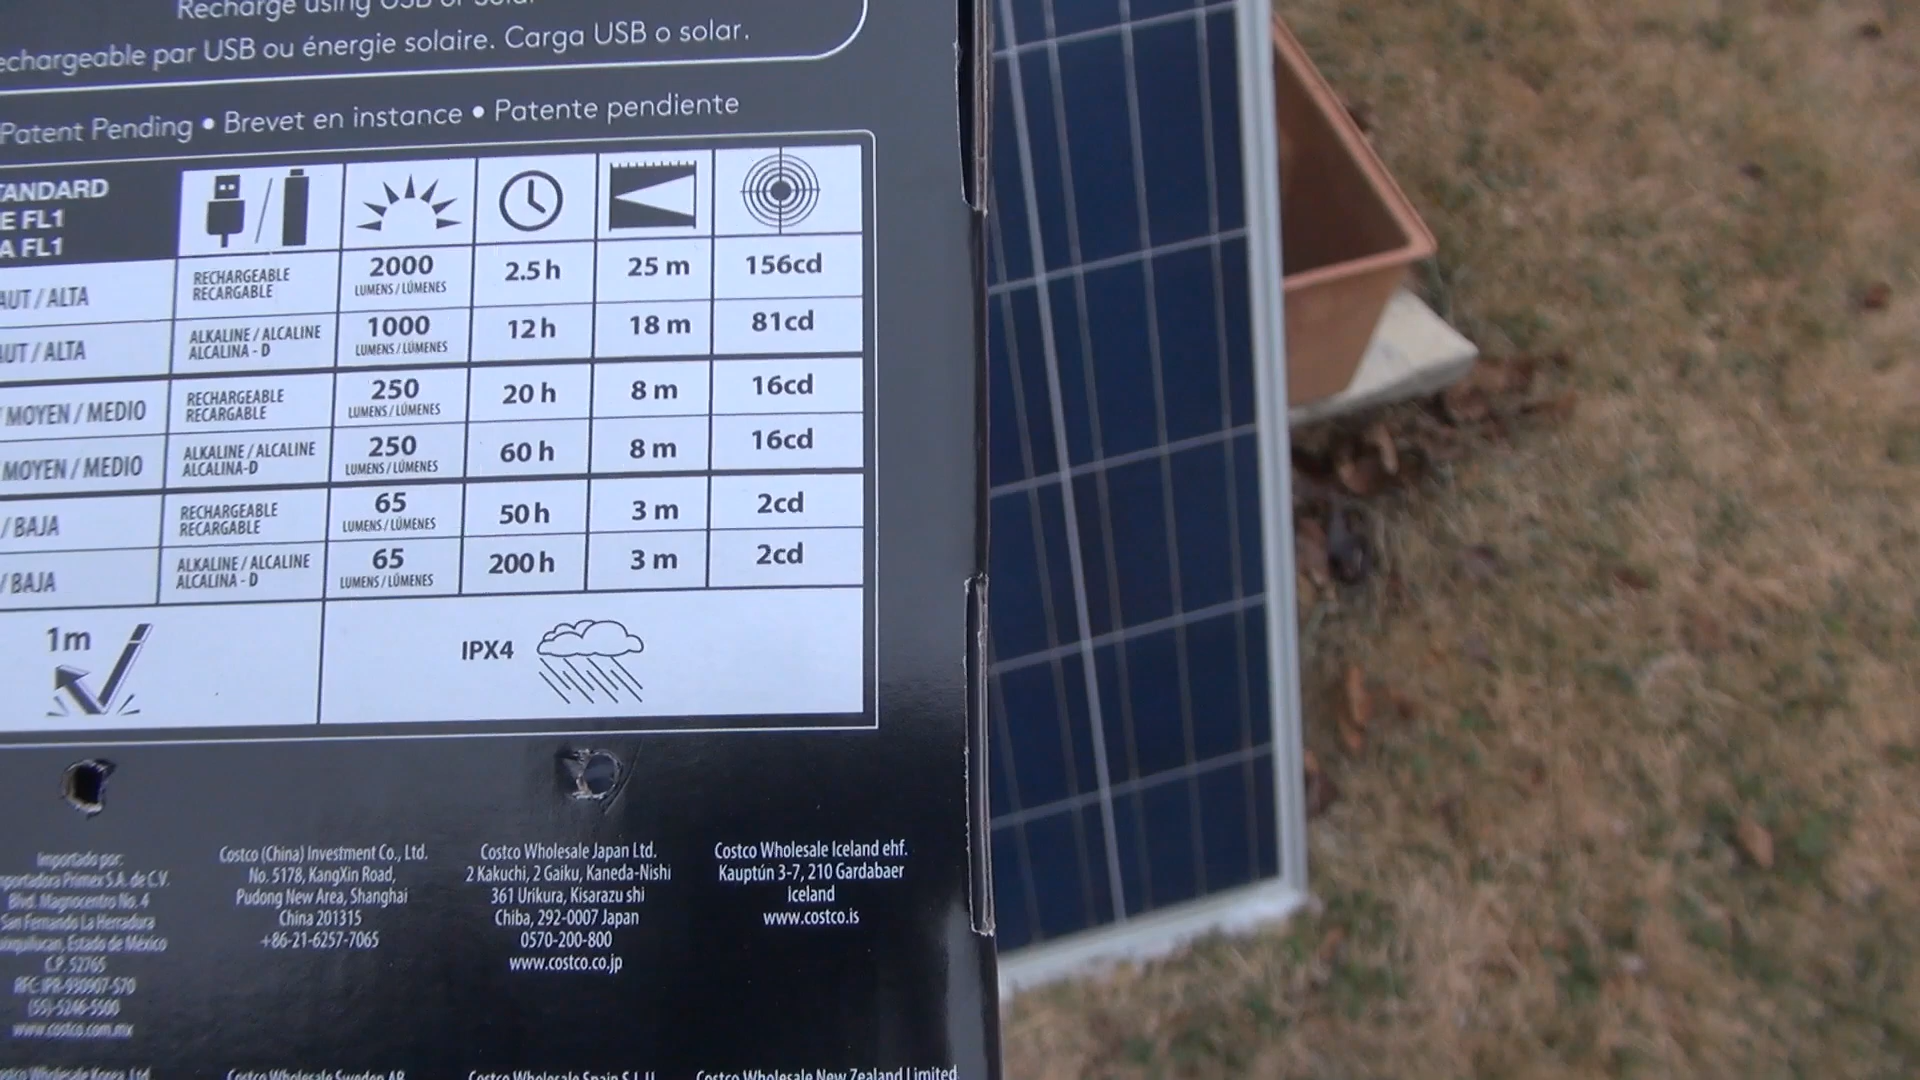 Recharge using USB or Solar
echargeable par USB ou énergie solaire. Carga USB o solar.
Patent Pending • Brevet en instance • Patente pendiente
TANDARD
E FL1
A FL1
AUT / ALTA
RECHARGEABLE
RECARGABLE
2000
LUMENS / LÚMENES
2.5 h
25 m
156cd
AUT / ALTA
ALKALINE / ALCALINE
ALCALINA - D
1000
LUMENS / LÚMENES
12 h
18 m
81cd
/ MOYEN / MEDIO
RECHARGEABLE
RECARGABLE
250
LUMENS / LÚMENES
20 h
8 m
16cd
MOYEN / MEDIO
ALKALINE / ALCALINE
ALCALINA-D
250
LUMENS / LÚMENES
60 h
8 m
16cd
/ BAJA
RECHARGEABLE
RECARGABLE
65
LUMENS / LÚMENES
50 h
3 m
2cd
/ BAJA
ALKALINE / ALCALINE
ALCALINA - D
65
LUMENS / LÚMENES
200 h
3 m
2cd
1m
IPX4
Importado por:
mportadora Primex S.A. de C.V.
Blvd. Magnocentro No. 4
San Fernando La Herradura
uixquilucan, Estado de México
C.P. 52765
RFC: IPR-930907-S70
(55)-5246-5500
www.costco.com.mx
Costco (China) Investment Co., Ltd.
No. 5178, KangXin Road,
Pudong New Area, Shanghai
China 201315
+86-21-6257-7065
Costco Wholesale Japan Ltd.
2 Kakuchi, 2 Gaiku, Kaneda-Nishi
361 Urikura, Kisarazu shi
Chiba, 292-0007 Japan
0570-200-800
www.costco.co.jp
Costco Wholesale Iceland ehf.
Kauptún 3-7, 210 Gardabaer
Iceland
www.costco.is
ostco Wholesale Korea, Ltd.
Costco Wholesale Sweden AB
Costco Wholesale Spain S.L.U.
Costco Wholesale New Zealand Limited